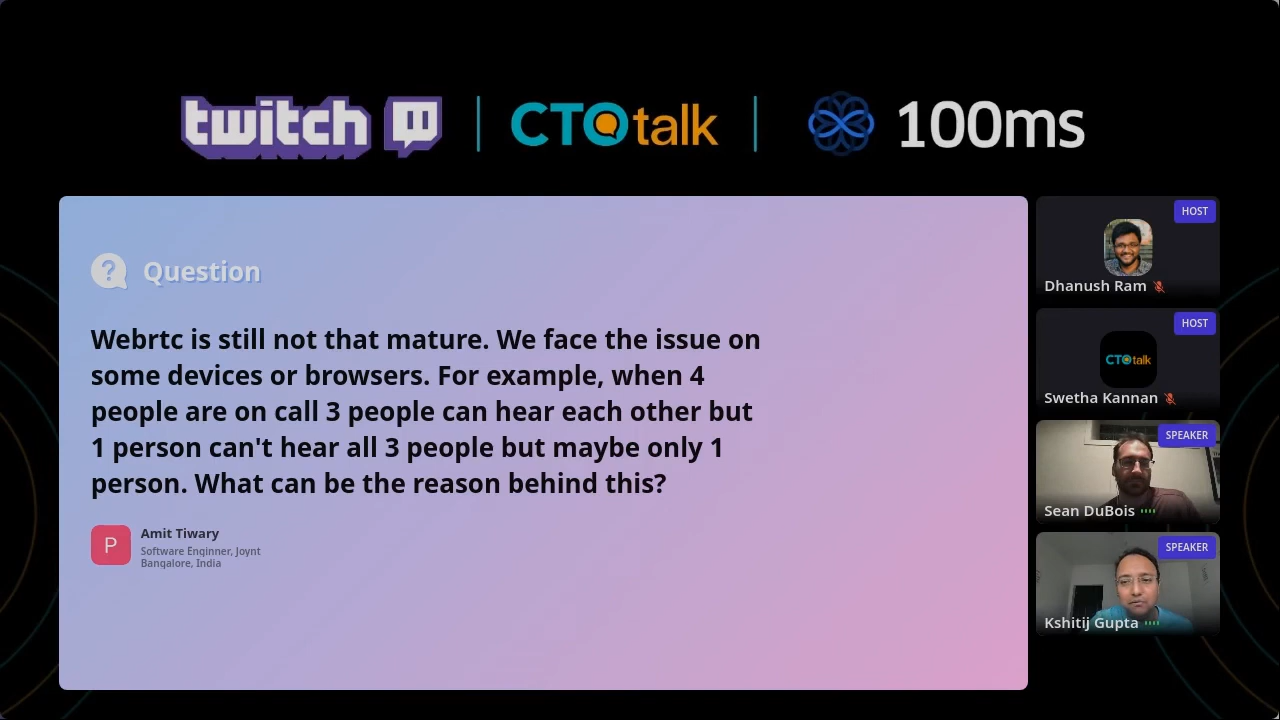 twitch
CTOtalk
100ms
Question
Webrtc is still not that mature. We face the issue on
some devices or browsers. For example, when 4
people are on call 3 people can hear each other but
1 person can't hear all 3 people but maybe only 1
person. What can be the reason behind this?
P
Amit Tiwary
Software Enginner, Joynt
Bangalore, India
HOST
Dhanush Ram
HOST
CTOtalk
Swetha Kannan
SPEAKER
Sean DuBois
SPEAKER
Kshitij Gupta